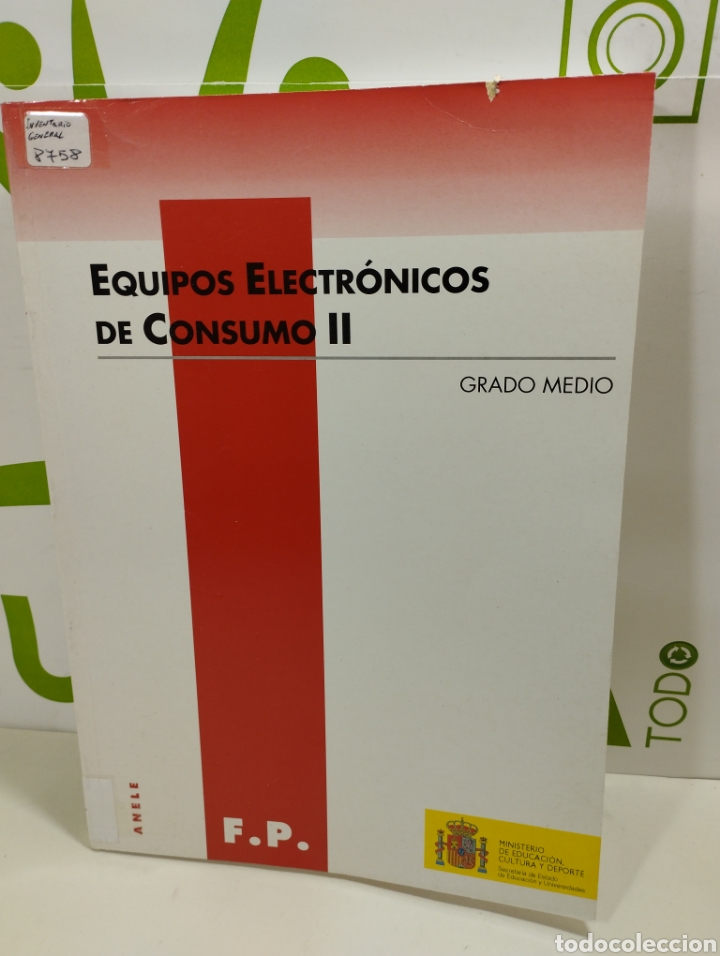 INVENTARIO
GENERAL
8758
EQUIPOS ELECTRÓNICOS
DE CONSUMO II
GRADO MEDIO
ANELE
F.P.
MINISTERIO
DE EDUCACIÓN,
CULTURA Y DEPORTE
Secretaría de Estado
de Educación y Universidades
TODO
todocoleccion